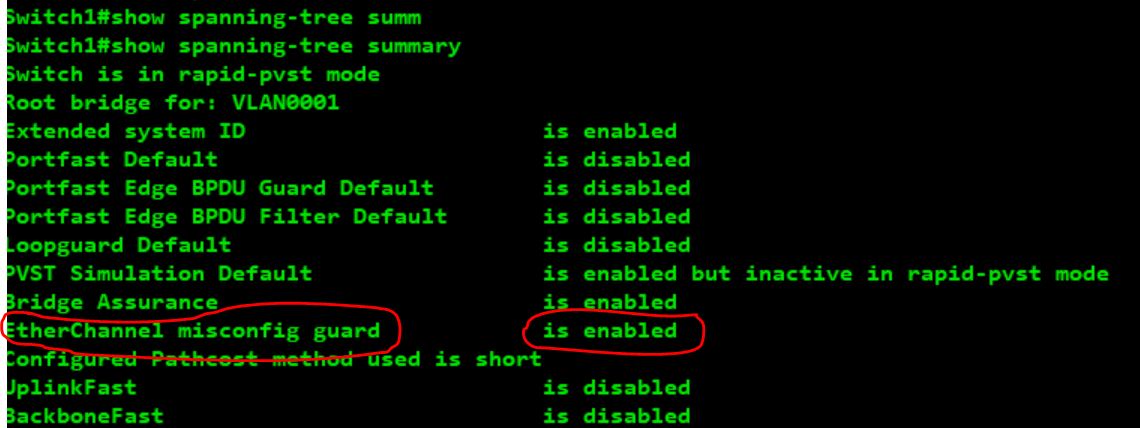 Switch1#show spanning-tree summ
Switch1#show spanning-tree summary
Switch is in rapid-pvst mode
Root bridge for: VLAN0001
Extended system ID is enabled
Portfast Default is disabled
Portfast Edge BPDU Guard Default is disabled
Portfast Edge BPDU Filter Default is disabled
Loopguard Default is disabled
PVST Simulation Default is enabled but inactive in rapid-pvst mode
Bridge Assurance is enabled
EtherChannel misconfig guard is enabled
Configured Pathcost method used is short
UplinkFast is disabled
BackboneFast is disabled